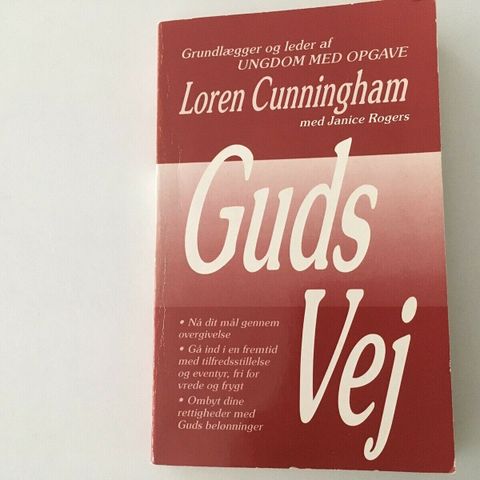 Grundlægger og leder af
UNGDOM MED OPGAVE
Loren Cunningham
med Janice Rogers
Guds
Vej
• Nå dit mål gennem
overgivelse
• Gå ind i en fremtid
med tilfredsstillelse
og eventyr, fri for
vrede og frygt
• Ombyt dine
rettigheder med
Guds belønninger